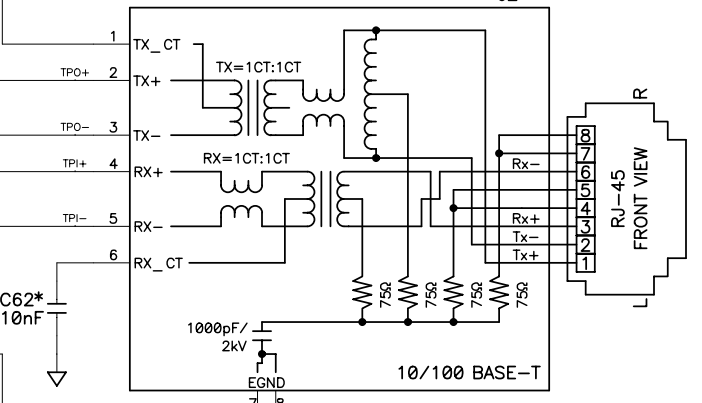 1 TX_CT
TPO+ 2 TX+
TX=1CT:1CT
TPO- 3 TX-
TPI+ 4 RX+
RX=1CT:1CT
TPI- 5 RX-
6 RX_CT
C62*
10nF
1000pF/
2kV
EGND
7 8
75Ω
75Ω
75Ω
75Ω
10/100 BASE-T
Rx-
Rx+
Tx-
Tx+
8
7
6
5
4
3
2
1
RJ-45
FRONT VIEW
R
L